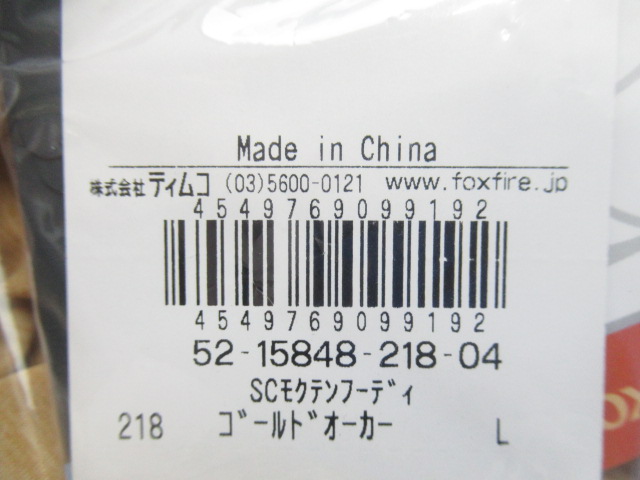 Made in China
株式会社ティムコ (03)5600-0121 www.foxfire.jp
4549769099192
4549769099192
52-15848-218-04
SCモクテンフーディ
218 ゴールドオーカー L